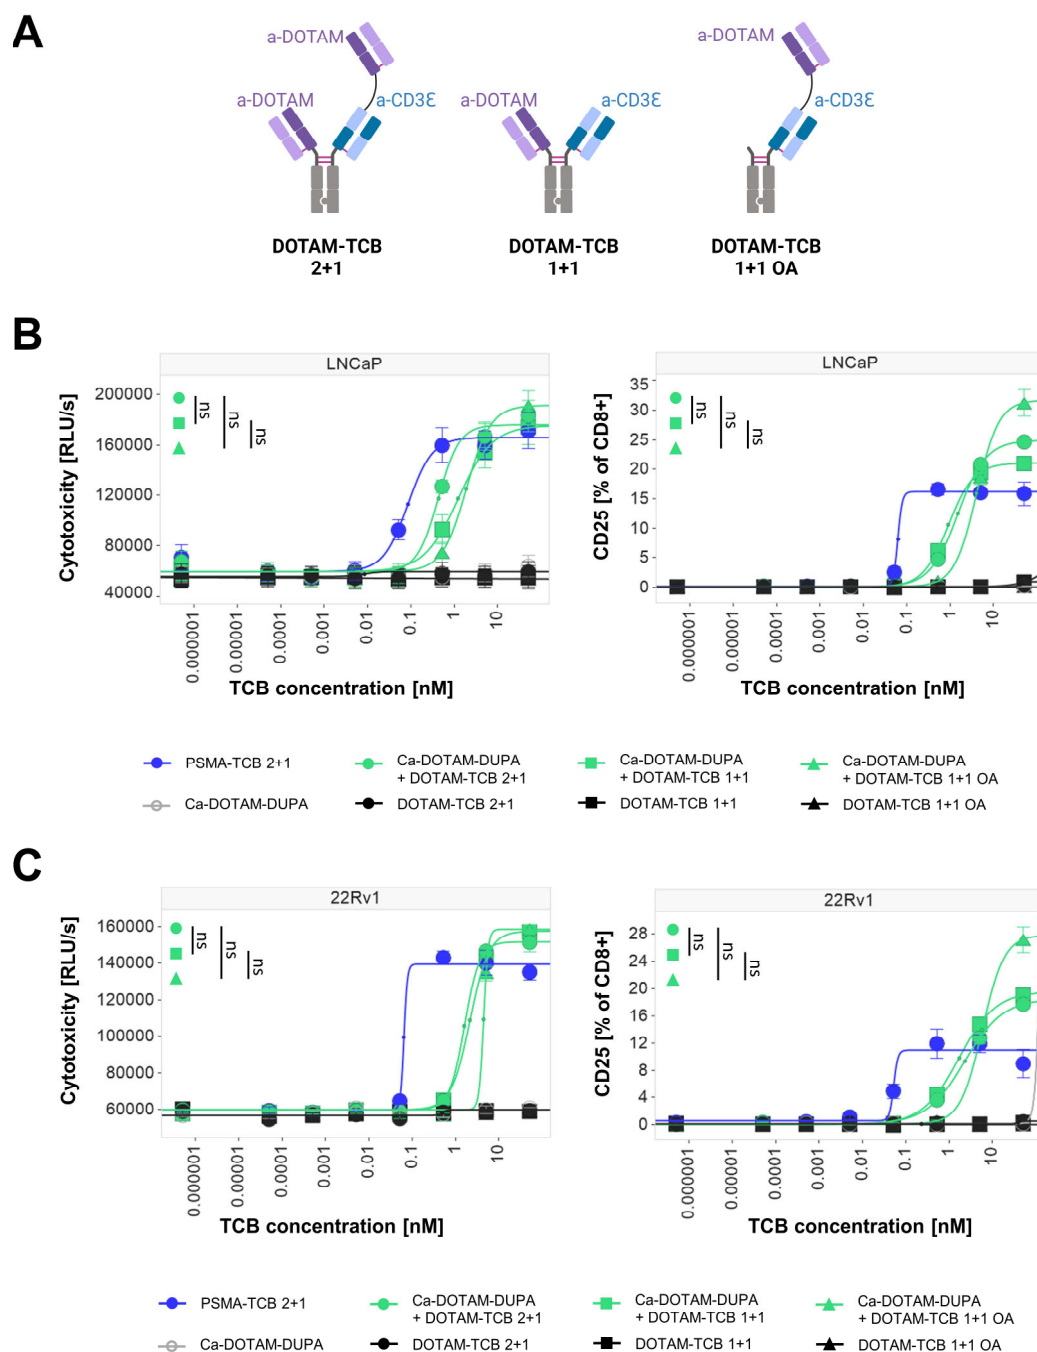 A
a-DOTAM
a-DOTAM
a-DOTAM
a-CD3Ɛ
a-DOTAM
a-CD3Ɛ
a-CD3Ɛ
DOTAM-TCB
2+1
DOTAM-TCB
1+1
DOTAM-TCB
1+1 OA
B
LNCaP
Cytotoxicity [RLU/s]
200000
160000
120000
80000
40000
ns
ns
ns
0.000001
0.00001
0.0001
0.001
0.01
0.1
1
10
TCB concentration [nM]
LNCaP
CD25 [% of CD8+]
35
30
25
20
15
10
5
0
ns
ns
ns
0.000001
0.00001
0.0001
0.001
0.01
0.1
1
10
TCB concentration [nM]
PSMA-TCB 2+1
Ca-DOTAM-DUPA
+ DOTAM-TCB 2+1
Ca-DOTAM-DUPA
+ DOTAM-TCB 1+1
Ca-DOTAM-DUPA
+ DOTAM-TCB 1+1 OA
Ca-DOTAM-DUPA
DOTAM-TCB 2+1
DOTAM-TCB 1+1
DOTAM-TCB 1+1 OA
C
22Rv1
Cytotoxicity [RLU/s]
160000
140000
120000
100000
80000
60000
ns
ns
ns
0.000001
0.00001
0.0001
0.001
0.01
0.1
1
10
TCB concentration [nM]
22Rv1
CD25 [% of CD8+]
28
24
20
16
12
8
4
0
ns
ns
ns
0.000001
0.00001
0.0001
0.001
0.01
0.1
1
10
TCB concentration [nM]
PSMA-TCB 2+1
Ca-DOTAM-DUPA
+ DOTAM-TCB 2+1
Ca-DOTAM-DUPA
+ DOTAM-TCB 1+1
Ca-DOTAM-DUPA
+ DOTAM-TCB 1+1 OA
Ca-DOTAM-DUPA
DOTAM-TCB 2+1
DOTAM-TCB 1+1
DOTAM-TCB 1+1 OA